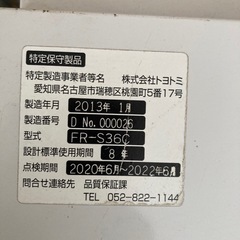 特定保守製品
特定製造事業者等名 株式会社トヨトミ
愛知県名古屋市瑞穂区桃園町5番17号
製造年月 2013年 1月
製造番号 D No.000026
型式 FR-S36C
設計標準使用期間 8 年
点検期間 2020年6月～2022年6月
問合せ連絡先 品質保証課
TEL 052-822-1144